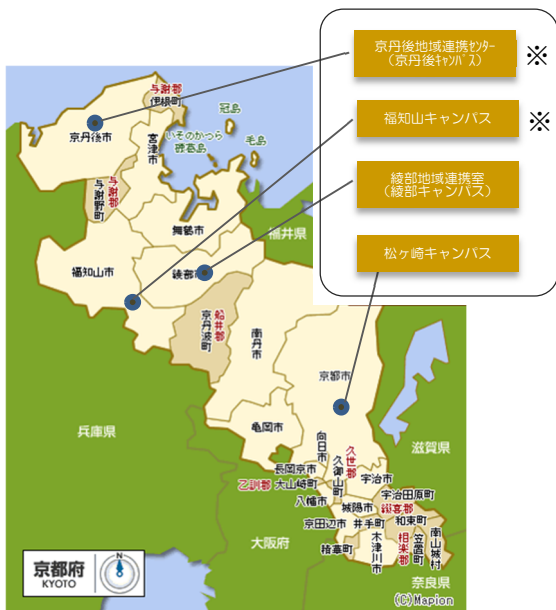 京丹後地域連携ｾﾝﾀｰ
(京丹後ｷｬﾝﾊﾟｽ)
※
福知山キャンパス
※
綾部地域連携室
(綾部キャンパス)
松ヶ崎キャンパス
与謝郡
伊根町
冠島
京丹後市
宮津市
いそのかつら
磯葛島
毛島
与謝郡
与謝野町
舞鶴市
福井県
福知山市
綾部市
船井郡
京丹波町
南丹市
京都市
兵庫県
亀岡市
滋賀県
向日市
久世郡
久御山町
長岡京市
宇治市
乙訓郡
大山崎町
宇治田原町
八幡市
城陽市
綴喜郡
京田辺市
井手町
和束町
大阪府
精華町
木津川市
相楽郡
笠置町
南山城村
奈良県
京都府
KYOTO
N
(C)Mapion